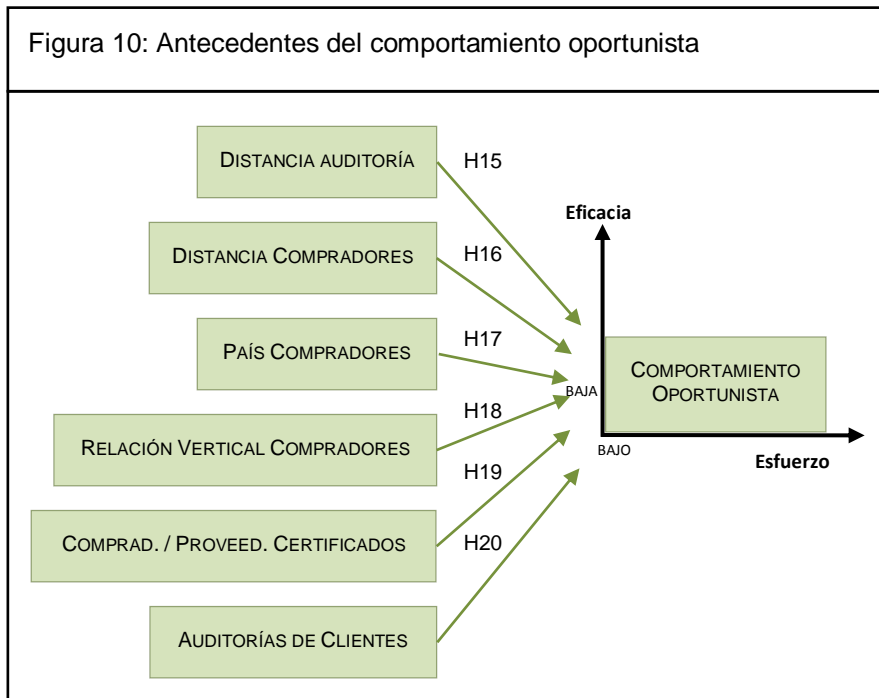 Figura 10: Antecedentes del comportamiento oportunista
DISTANCIA AUDITORÍA
H15
DISTANCIA COMPRADORES
H16
PAÍS COMPRADORES
H17
RELACIÓN VERTICAL COMPRADORES
H18
COMPRAD. / PROVEED. CERTIFICADOS
H19
AUDITORÍAS DE CLIENTES
H20
Eficacia
BAJA
COMPORTAMIENTO
OPORTUNISTA
BAJO
Esfuerzo